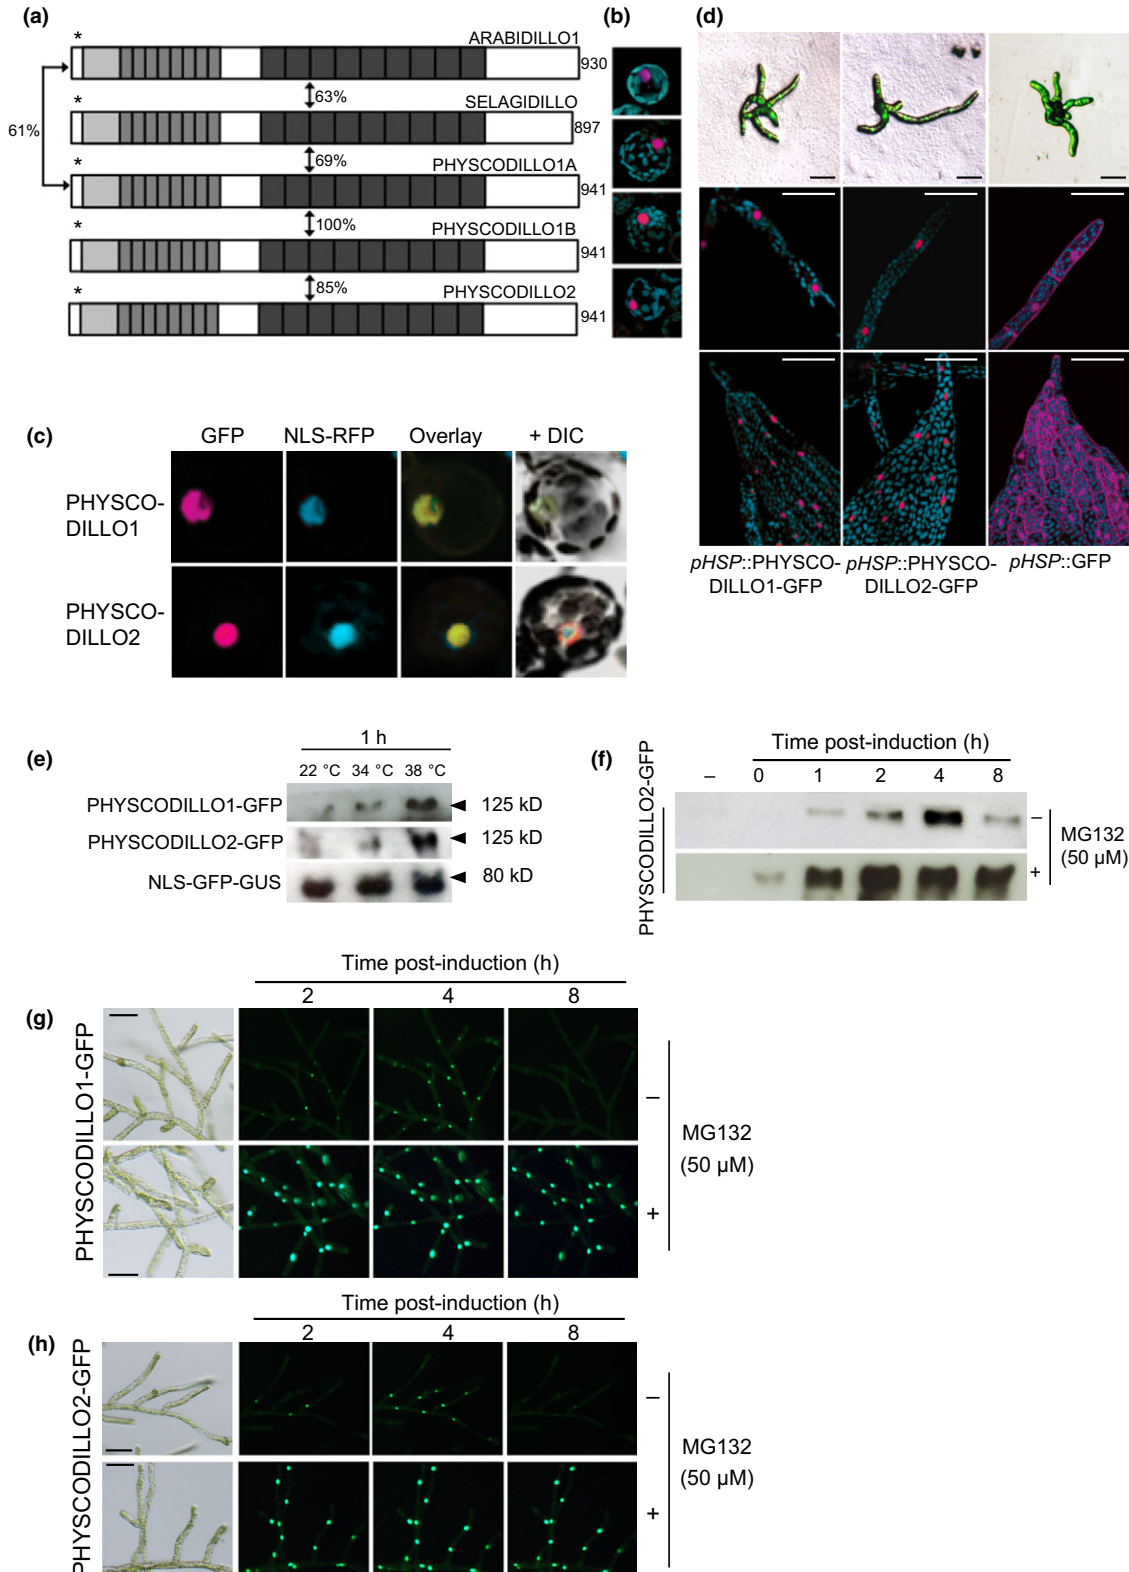 (a)
*
ARABIDILLO1
930
63%
*
SELAGIDILLO
897
61%
69%
*
PHYSCODILLO1A
941
100%
*
PHYSCODILLO1B
941
85%
*
PHYSCODILLO2
941
(b)
(c)
GFP
NLS-RFP
Overlay
+ DIC
PHYSCO-
DILLO1
PHYSCO-
DILLO2
(d)
pHSP::PHYSCO-
DILLO1-GFP
pHSP::PHYSCO-
DILLO2-GFP
pHSP::GFP
(e)
1 h
22 °C 34 °C 38 °C
PHYSCODILLO1-GFP
125 kD
PHYSCODILLO2-GFP
125 kD
NLS-GFP-GUS
80 kD
(f)
Time post-induction (h)
– 0 1 2 4 8
PHYSCODILLO2-GFP
–
+
MG132
(50 µM)
(g)
Time post-induction (h)
2 4 8
PHYSCODILLO1-GFP
–
+
MG132
(50 µM)
(h)
Time post-induction (h)
2 4 8
PHYSCODILLO2-GFP
–
+
MG132
(50 µM)